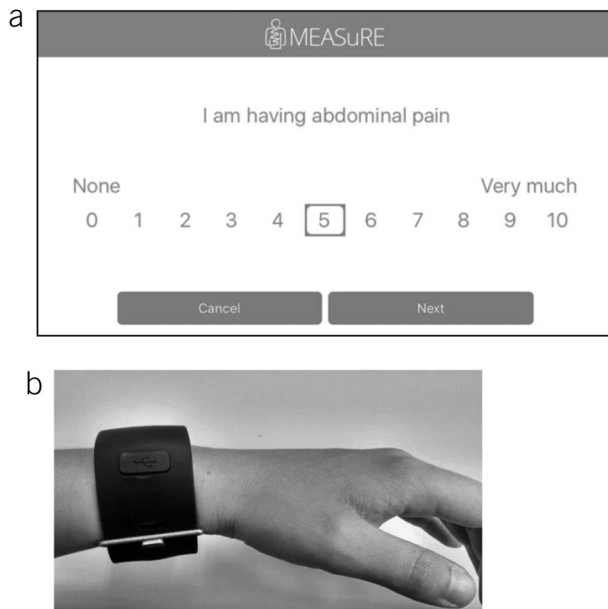 a
MEASuRE
I am having abdominal pain
None Very much
0 1 2 3 4 5 6 7 8 9 10
Cancel Next
b